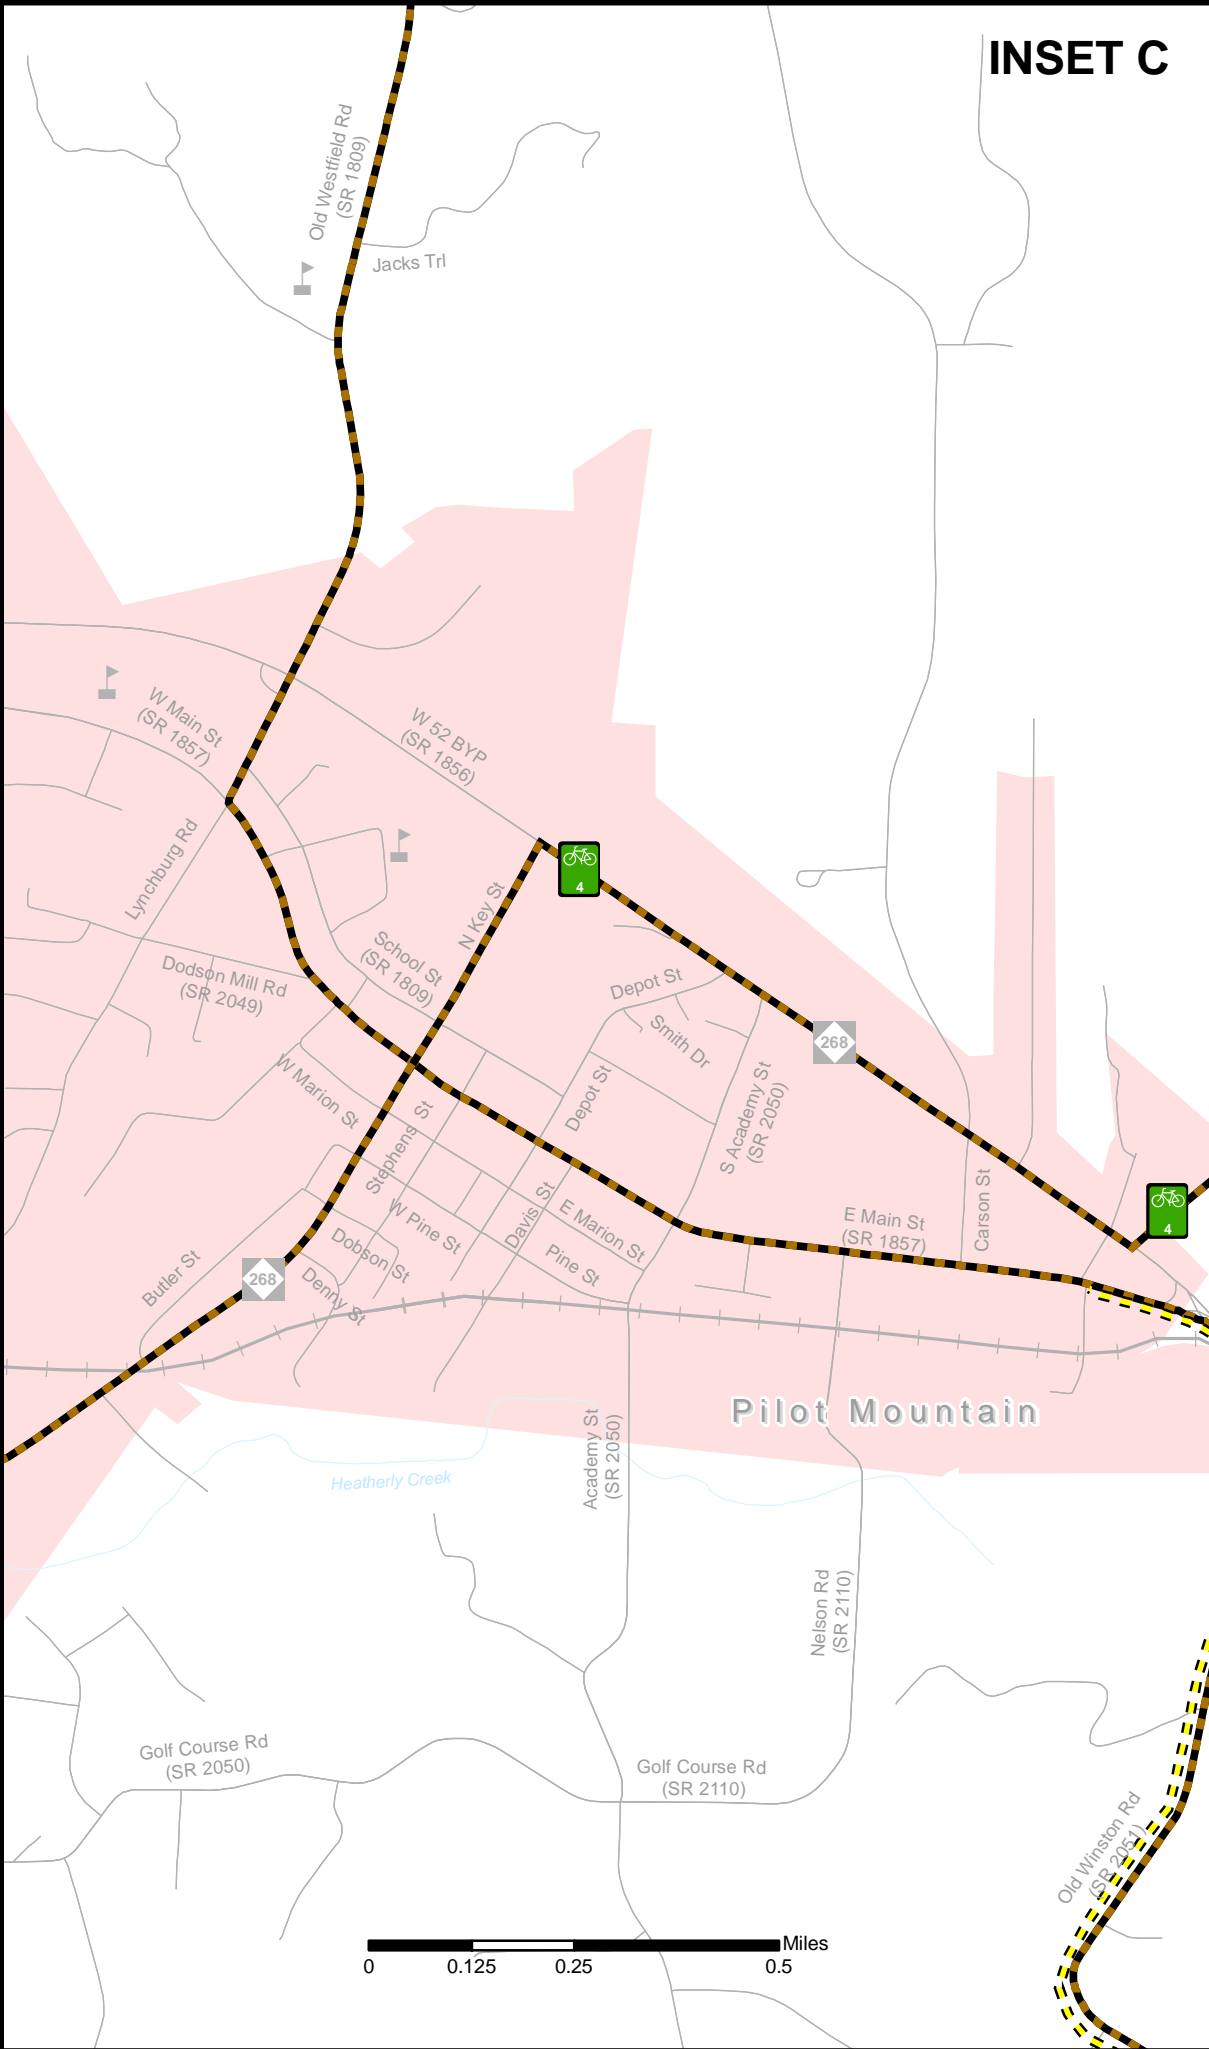 INSET C
Old Westfield Rd
(SR 1809)
Jacks Trl
W Main St
(SR 1857)
W 52 BYP
(SR 1856)
Lynchburg Rd
4
N Key St
School St
(SR 1809)
Dodson Mill Rd
(SR 2049)
Depot St
Smith Dr
268
W Marion St
Depot St
S Academy St
(SR 2050)
Stephens St
Carson St
4
W Pine St
Davis St
E Marion St
E Main St
(SR 1857)
Dobson St
Pine St
Butler St
268
Denny St
Pilot Mountain
Academy St
(SR 2050)
Heatherly Creek
Nelson Rd
(SR 2110)
Golf Course Rd
(SR 2050)
Golf Course Rd
(SR 2110)
Old Winston Rd
(SR 2051)
Miles
0 0.125 0.25 0.5